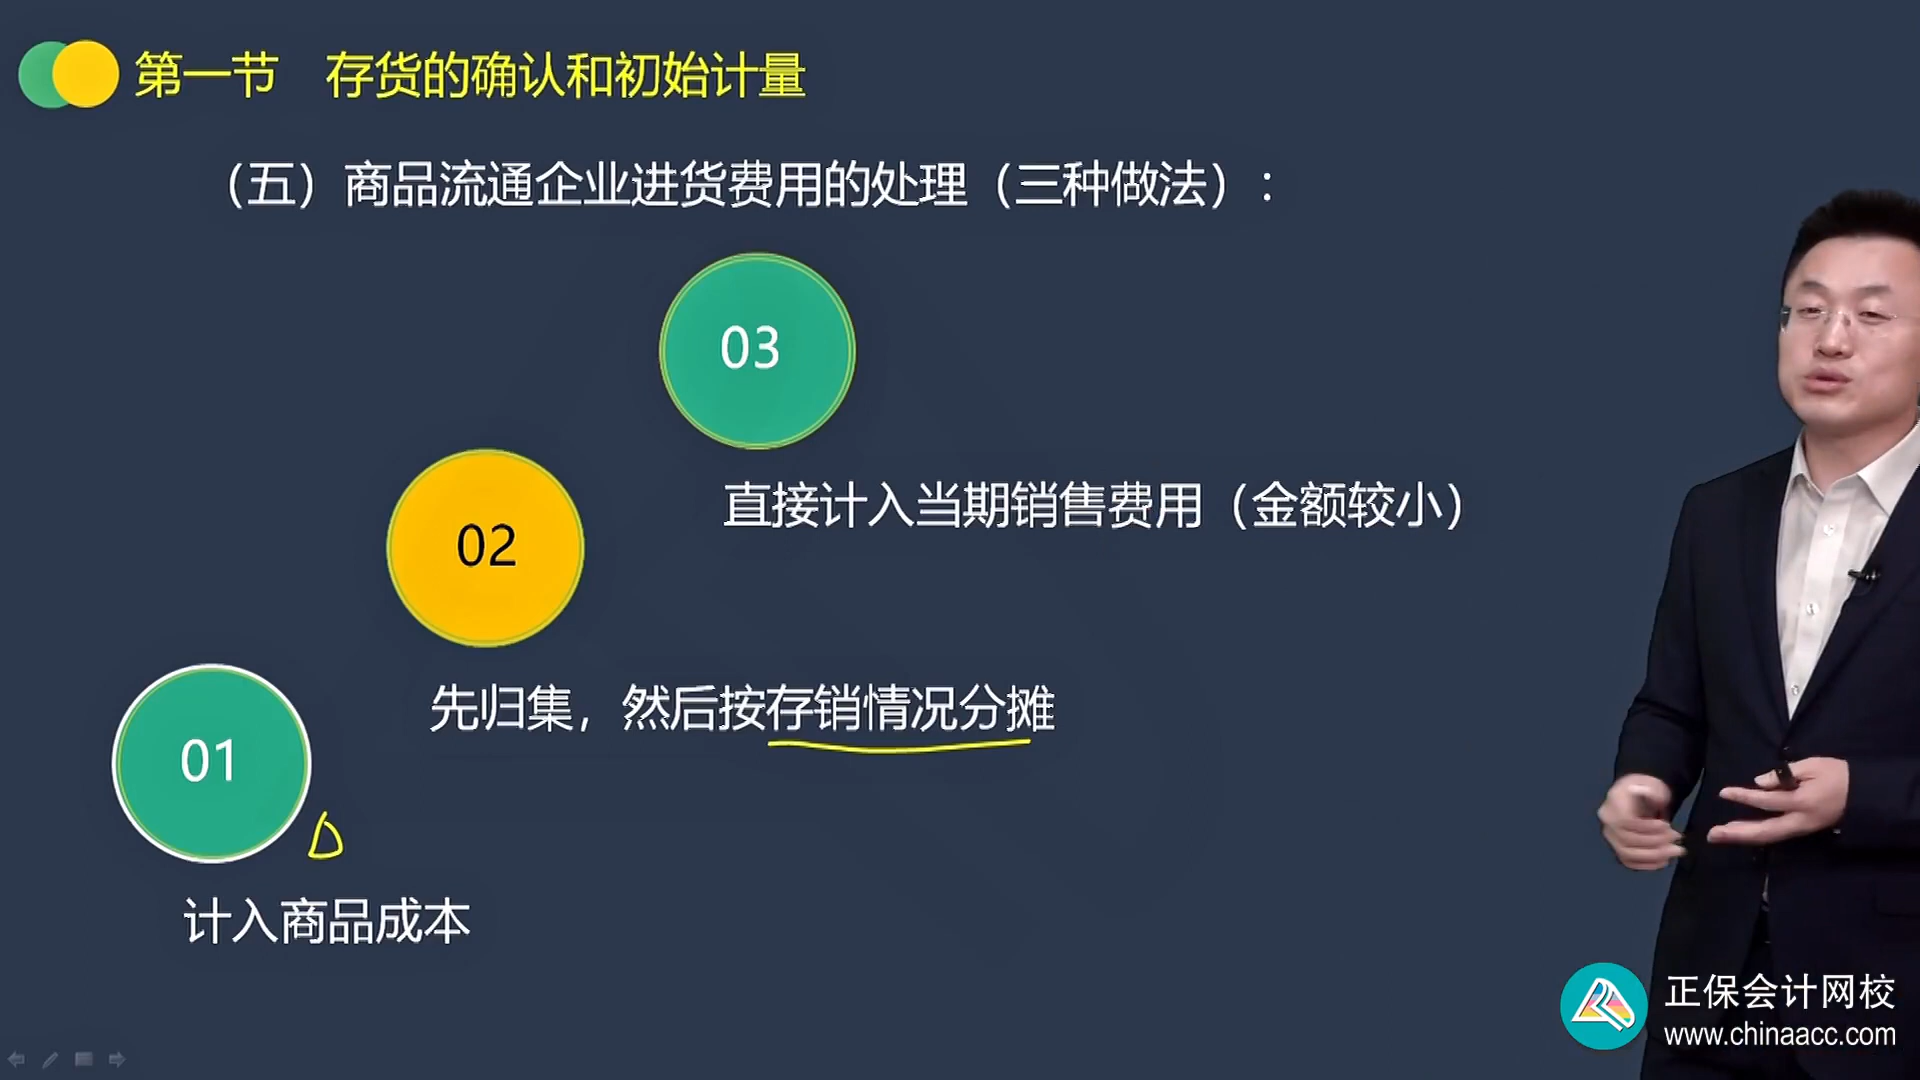 第一节 存货的确认和初始计量
（五）商品流通企业进货费用的处理（三种做法）：
03
直接计入当期销售费用（金额较小）
02
先归集，然后按存销情况分摊
01
计入商品成本
正保会计网校
www.chinaacc.com